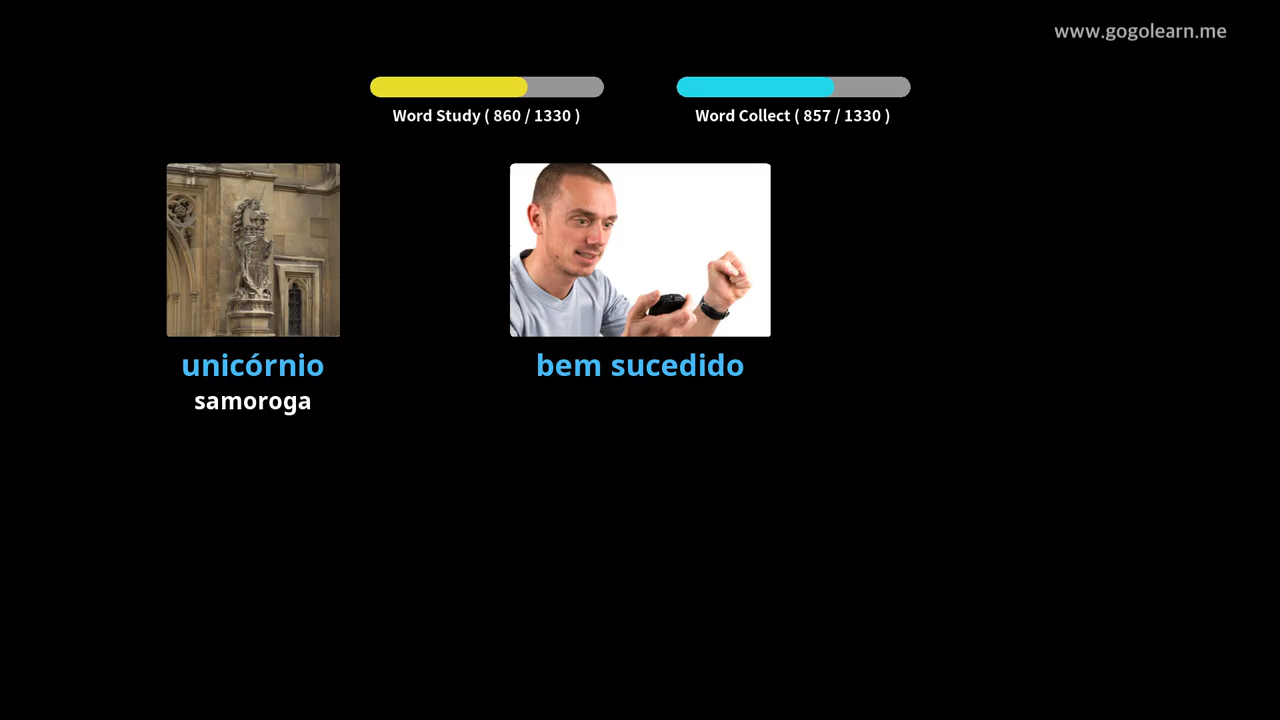 www.gogolearn.me
Word Study ( 860 / 1330 )
Word Collect ( 857 / 1330 )
unicórnio
samoroga
bem sucedido